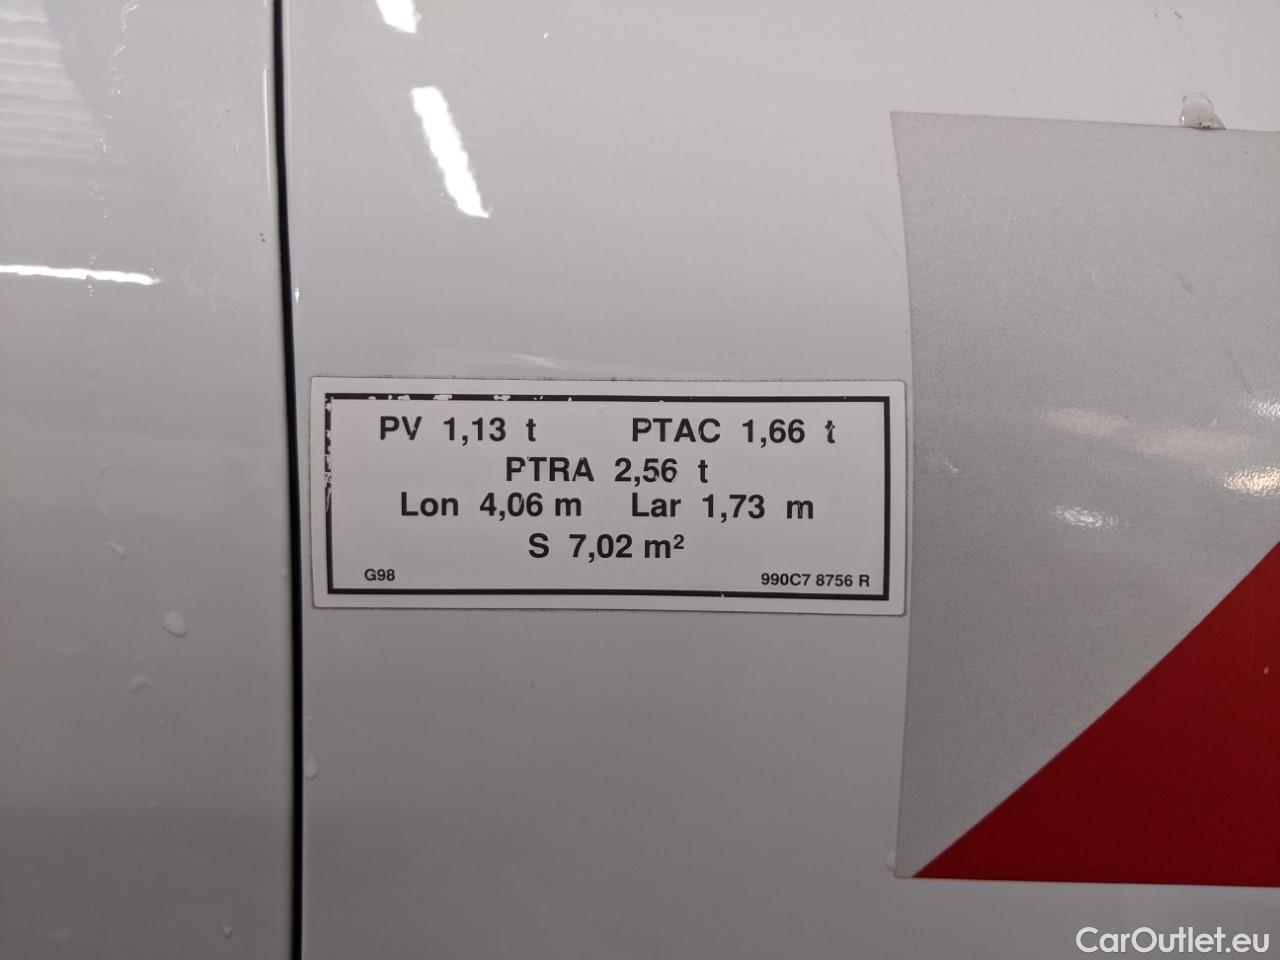 PV 1,13 t PTAC 1,66 t
PTRA 2,56 t
Lon 4,06 m Lar 1,73 m
S 7,02 m²
G98 990C7 8756 R
CarOutlet.eu